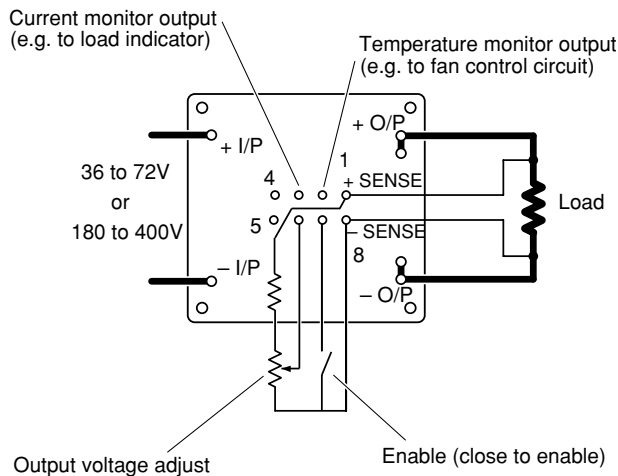 Current monitor output
(e.g. to load indicator)
Temperature monitor output
(e.g. to fan control circuit)
+ I/P
+ O/P
36 to 72V
or
180 to 400V
4
1
+ SENSE
Load
5
– SENSE
8
– I/P
– O/P
Output voltage adjust
Enable (close to enable)